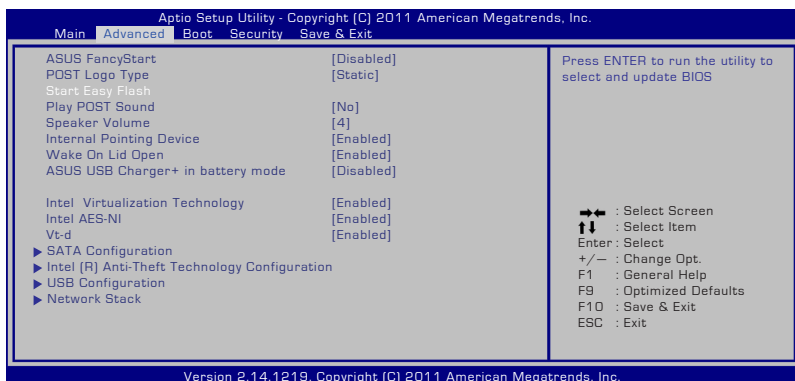 Aptio Setup Utility - Copyright (C) 2011 American Megatrends, Inc.
Main Advanced Boot Security Save & Exit
ASUS FancyStart [Disabled]
POST Logo Type [Static]
Start Easy Flash
Play POST Sound [No]
Speaker Volume [4]
Internal Pointing Device [Enabled]
Wake On Lid Open [Enabled]
ASUS USB Charger+ in battery mode [Disabled]
Intel Virtualization Technology [Enabled]
Intel AES-NI [Enabled]
Vt-d [Enabled]
SATA Configuration
Intel (R) Anti-Theft Technology Configuration
USB Configuration
Network Stack
Press ENTER to run the utility to
select and update BIOS
→← : Select Screen
↑↓ : Select Item
Enter : Select
+/— : Change Opt.
F1 : General Help
F9 : Optimized Defaults
F10 : Save & Exit
ESC : Exit
Version 2.14.1219. Copyright (C) 2011 American Megatrends, Inc.